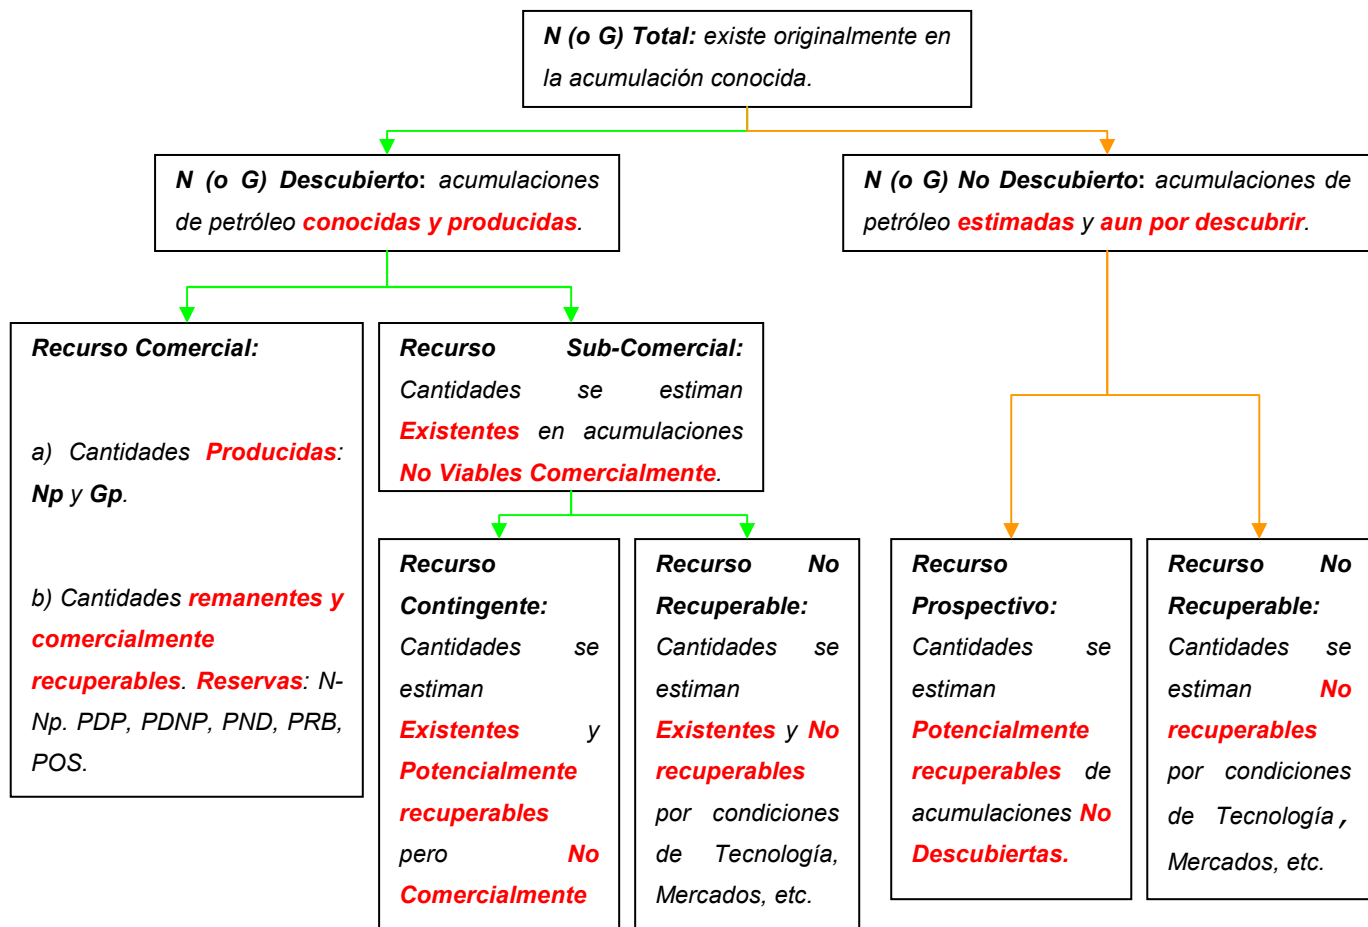 N (o G) Total: existe originalmente en
la acumulación conocida.
N (o G) Descubierto: acumulaciones
de petróleo conocidas y producidas.
N (o G) No Descubierto: acumulaciones de
petróleo estimadas y aun por descubrir.
Recurso Comercial:
a) Cantidades Producidas:
Np y Gp.
b) Cantidades remanentes y
comercialmente
recuperables. Reservas: N-
Np. PDP, PDNP, PND, PRB,
POS.
Recurso Sub-Comercial:
Cantidades se estiman
Existentes en acumulaciones
No Viables Comercialmente.
Recurso
Contingente:
Cantidades se
estiman
Existentes y
Potencialmente
recuperables
pero No
Comercialmente
Recurso No
Recuperable:
Cantidades se
estiman
Existentes y No
recuperables
por condiciones
de Tecnología,
Mercados, etc.
Recurso
Prospectivo:
Cantidades se
estiman
Potencialmente
recuperables de
acumulaciones No
Descubiertas.
Recurso No
Recuperable:
Cantidades se
estiman No
recuperables
por condiciones
de Tecnología,
Mercados, etc.